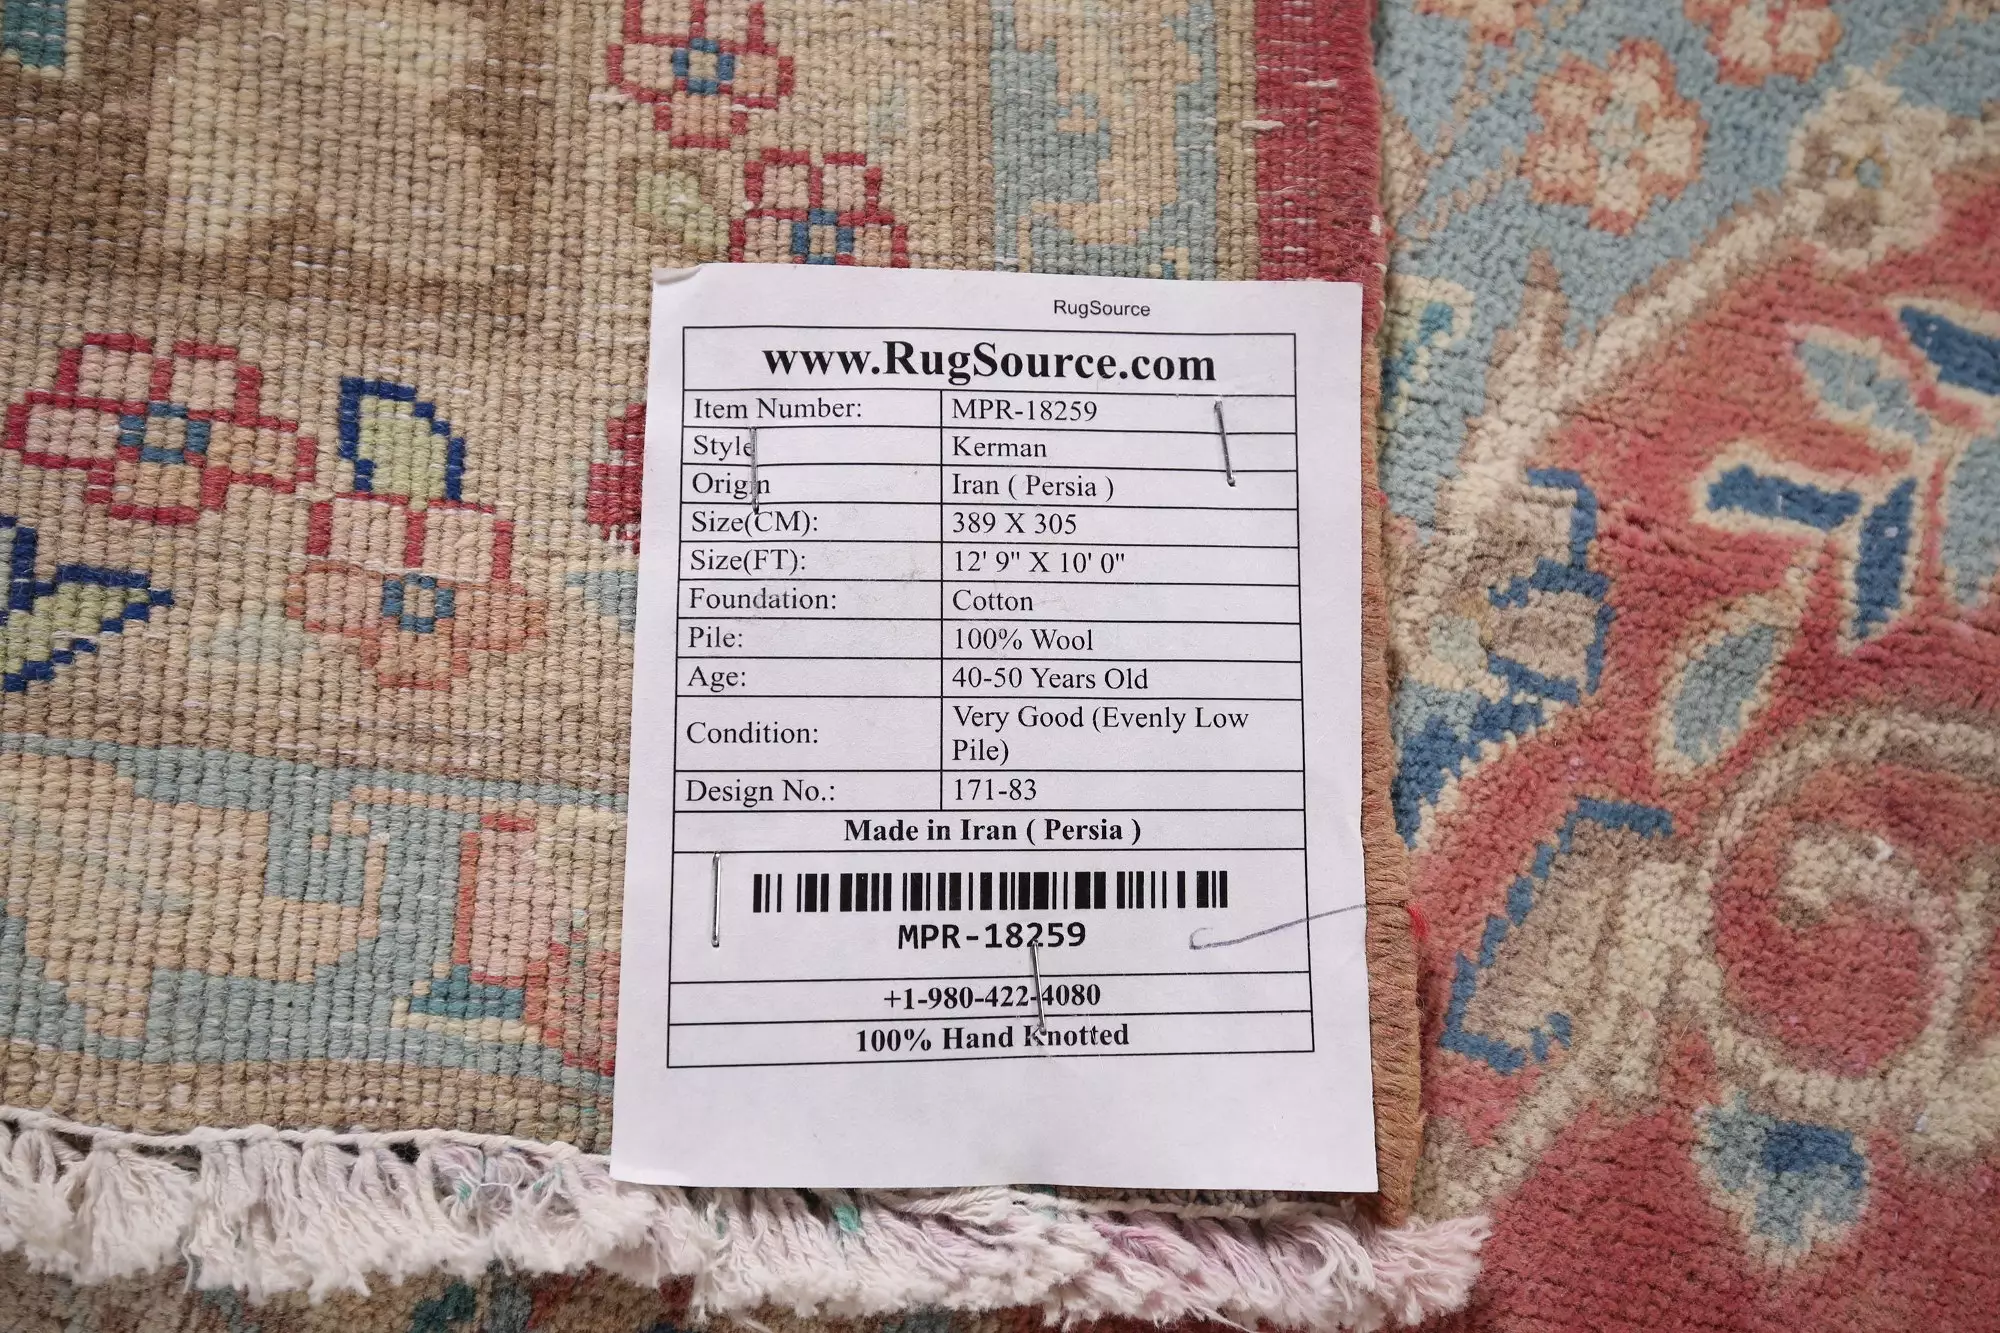 RugSource
www.RugSource.com
Item Number: MPR-18259
Style Kerman
Origin Iran ( Persia )
Size(CM): 389 X 305
Size(FT): 12' 9" X 10' 0"
Foundation: Cotton
Pile: 100% Wool
Age: 40-50 Years Old
Condition: Very Good (Evenly Low
Pile)
Design No.: 171-83
Made in Iran ( Persia )
MPR-18259
+1-980-422-4080
100% Hand Knotted